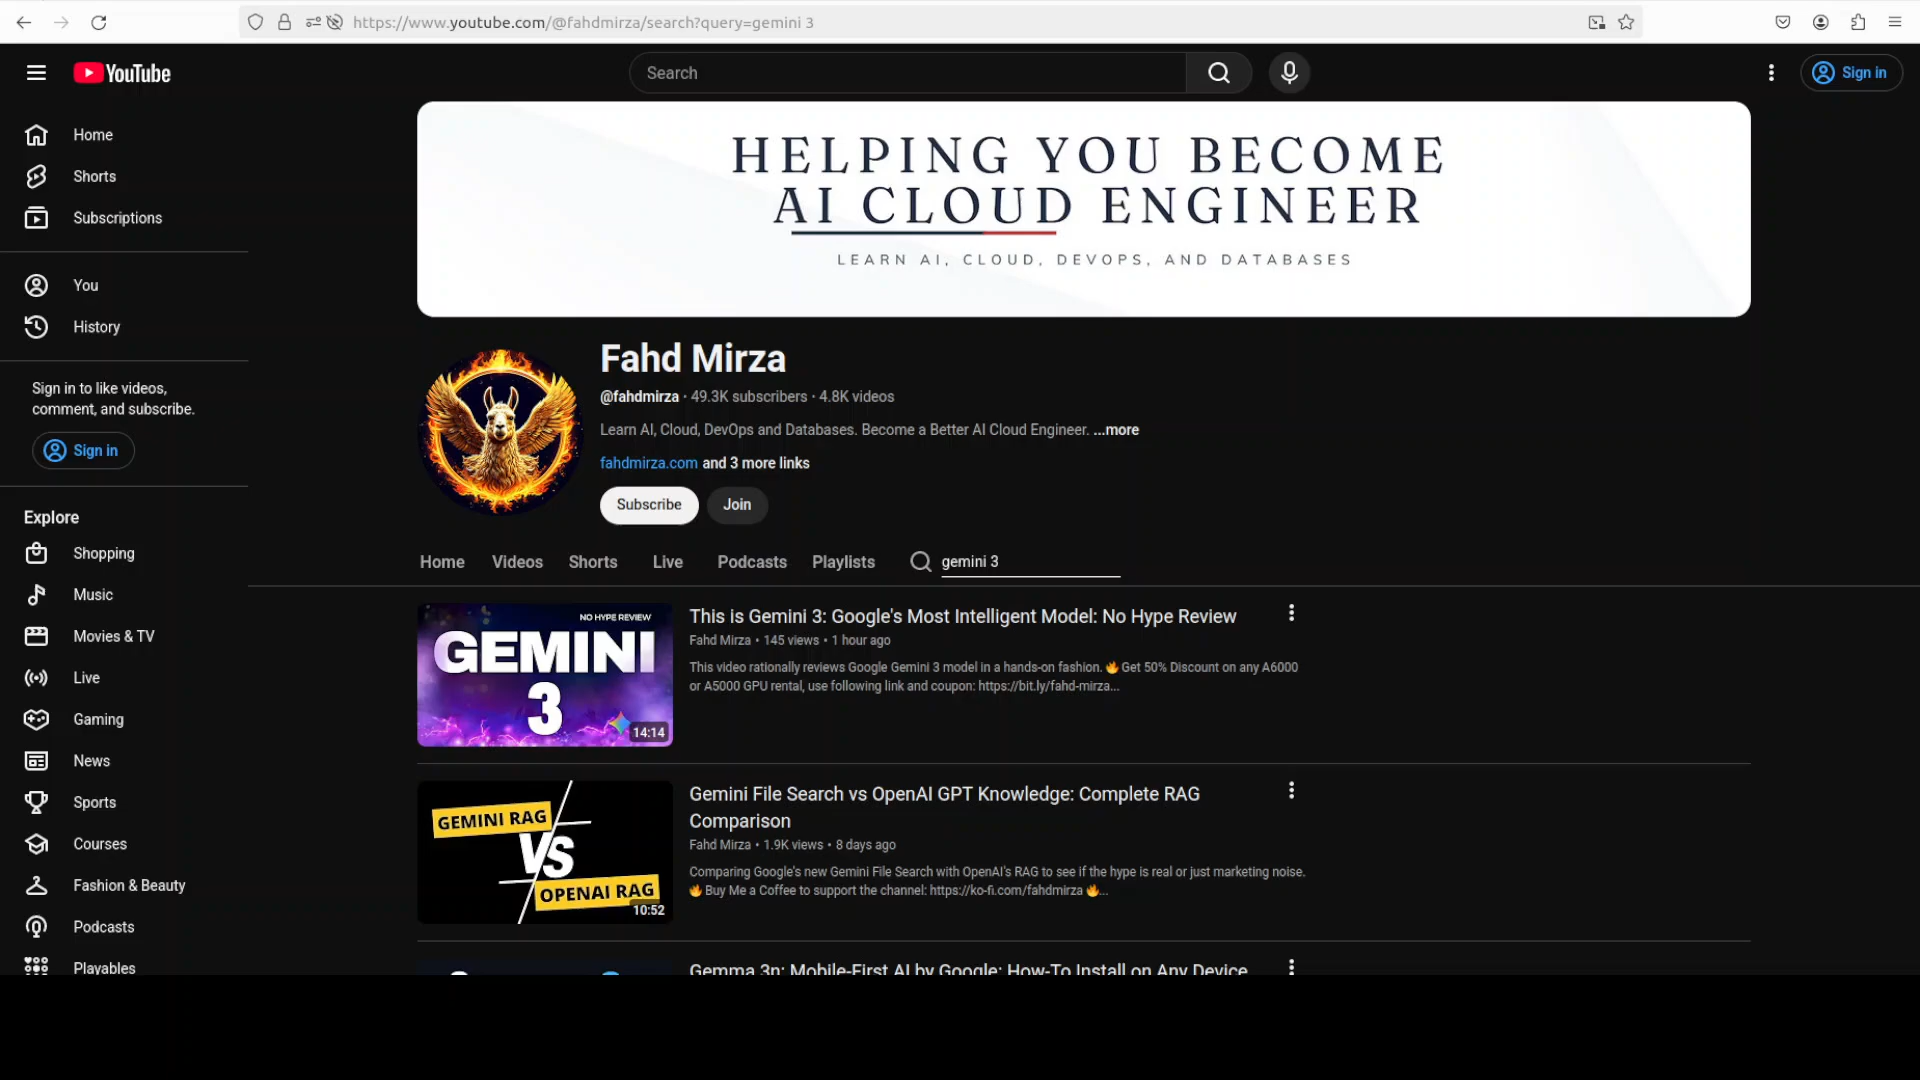 https://www.youtube.com/@fahdmirza/search?query=gemini 3
YouTube
Search
Sign in
Home
Shorts
Subscriptions
You
History
Sign in to like videos,
comment, and subscribe.
Sign in
Explore
Shopping
Music
Movies & TV
Live
Gaming
News
Sports
Courses
Fashion & Beauty
Podcasts
Playables
HELPING YOU BECOME
AI CLOUD ENGINEER
LEARN AI, CLOUD, DEVOPS, AND DATABASES
Fahd Mirza
@fahdmirza · 49.3K subscribers · 4.8K videos
Learn AI, Cloud, DevOps and Databases. Become a Better AI Cloud Engineer. ...more
fahdmirza.com and 3 more links
Subscribe Join
Home Videos Shorts Live Podcasts Playlists gemini 3
NO HYPE REVIEW
GEMINI
3
14:14
This is Gemini 3: Google's Most Intelligent Model: No Hype Review
Fahd Mirza • 145 views • 1 hour ago
This video rationally reviews Google Gemini 3 model in a hands-on fashion. 🔥Get 50% Discount on any A6000
or A5000 GPU rental, use following link and coupon: https://bit.ly/fahd-mirza...
GEMINI RAG
VS
OPENAI RAG
10:52
Gemini File Search vs OpenAI GPT Knowledge: Complete RAG
Comparison
Fahd Mirza • 1.9K views • 8 days ago
Comparing Google's new Gemini File Search with OpenAI's RAG to see if the hype is real or just marketing noise.
🔥 Buy Me a Coffee to support the channel: https://ko-fi.com/fahdmirza 🔥...
Gemma 3n: Mobile-First AI by Google: How-To Install on Any Device